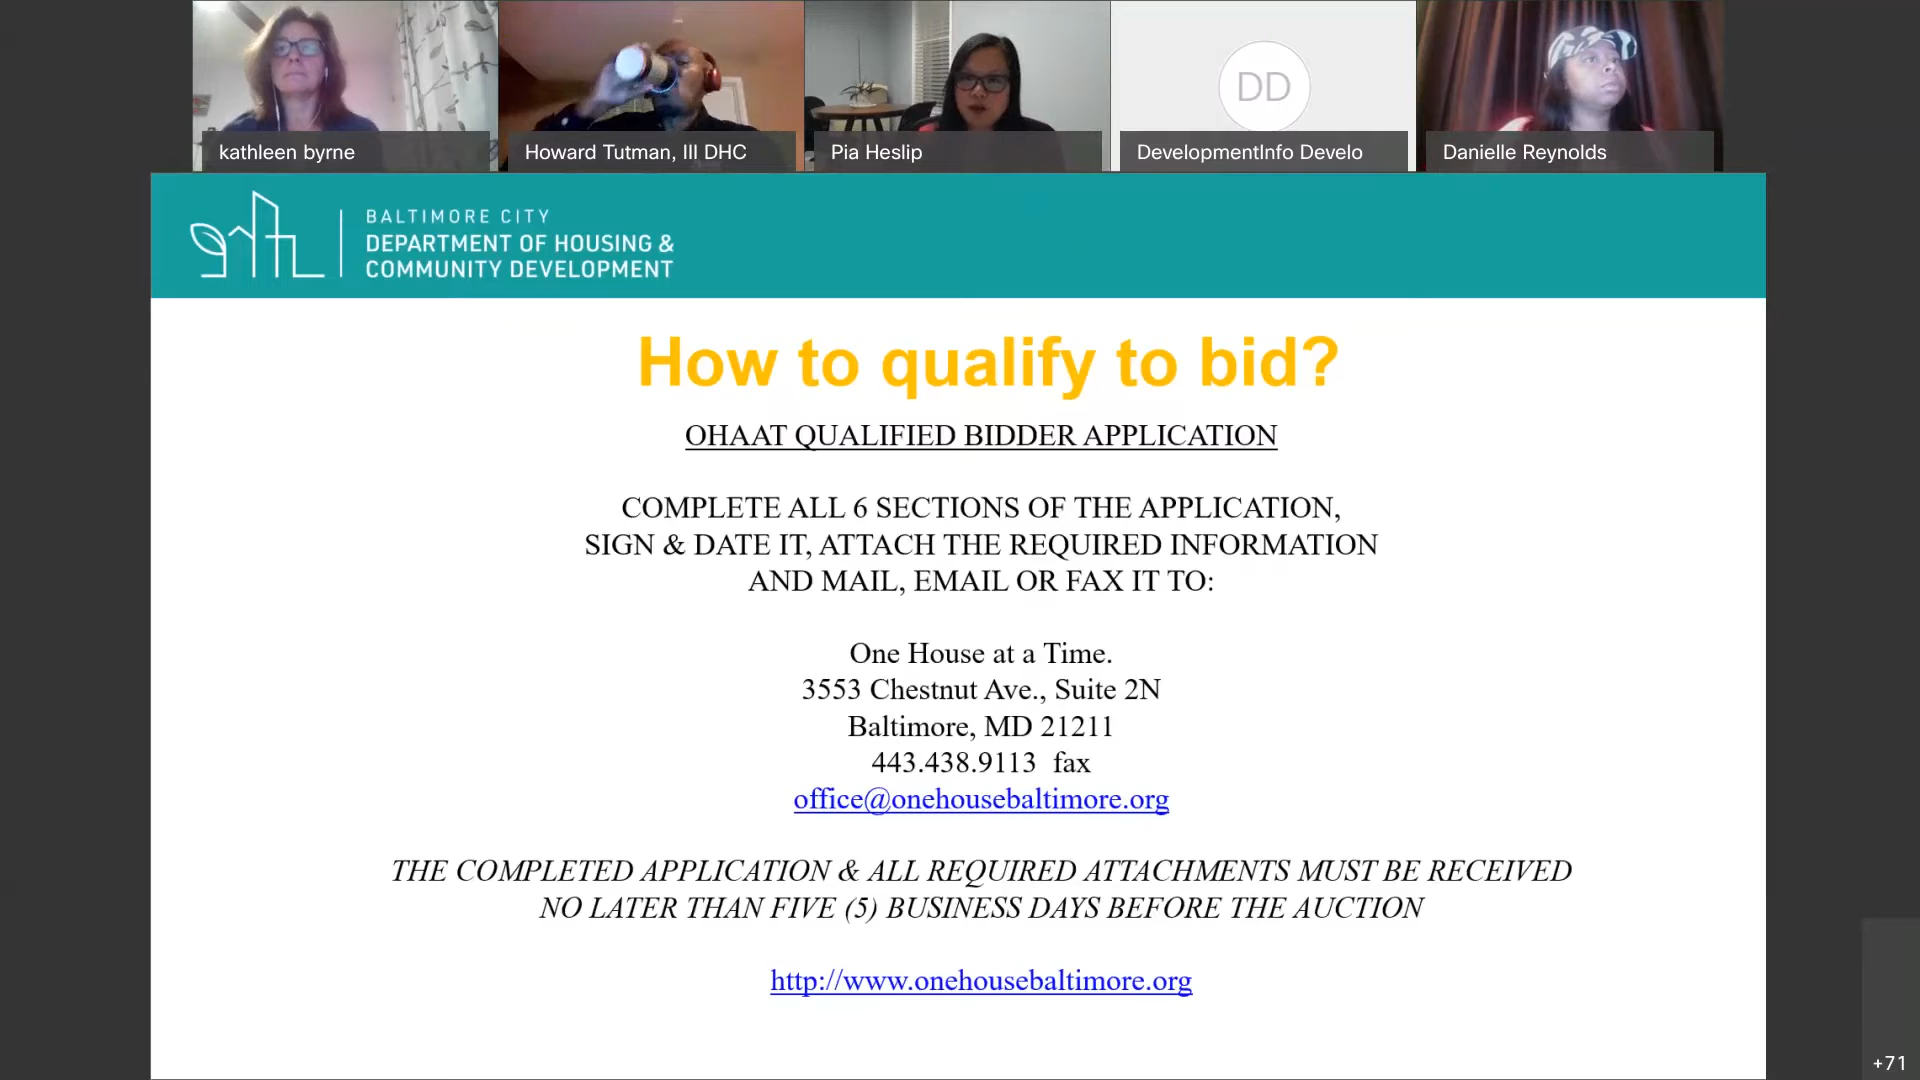 kathleen byrne
Howard Tutman, III DHC
Pia Heslip
DD
DevelopmentInfo Develo
Danielle Reynolds
BALTIMORE CITY
DEPARTMENT OF HOUSING &
COMMUNITY DEVELOPMENT
How to qualify to bid?
OHAAT QUALIFIED BIDDER APPLICATION
COMPLETE ALL 6 SECTIONS OF THE APPLICATION,
SIGN & DATE IT, ATTACH THE REQUIRED INFORMATION
AND MAIL, EMAIL OR FAX IT TO:
One House at a Time.
3553 Chestnut Ave., Suite 2N
Baltimore, MD 21211
443.438.9113 fax
office@onehousebaltimore.org
THE COMPLETED APPLICATION & ALL REQUIRED ATTACHMENTS MUST BE RECEIVED
NO LATER THAN FIVE (5) BUSINESS DAYS BEFORE THE AUCTION
http://www.onehousebaltimore.org
+71